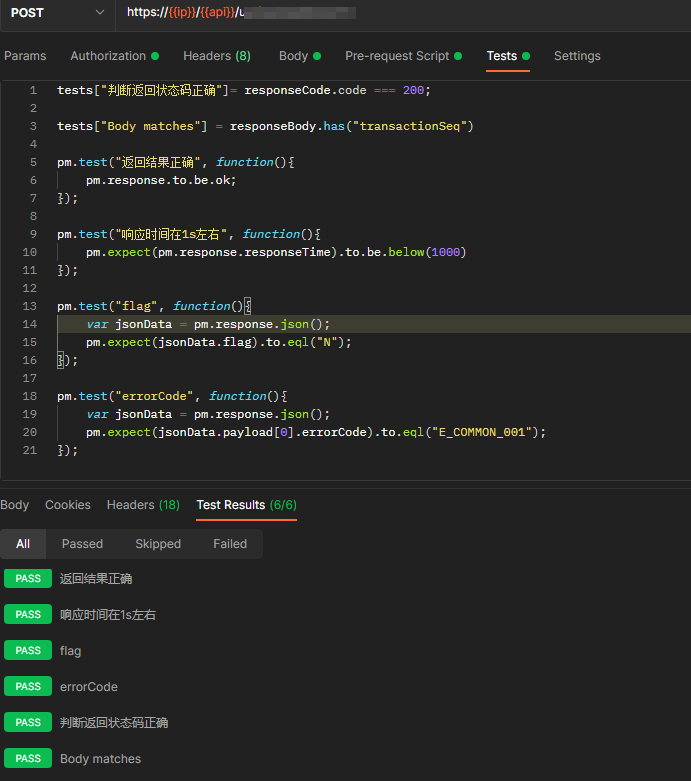 POST https://{{ip}}/{{api}}/u
Params Authorization Headers (8) Body Pre-request Script Tests Settings
1 tests["判断返回状态码正确"]= responseCode.code === 200;
2
3 tests["Body matches"] = responseBody.has("transactionSeq")
4
5 pm.test("返回结果正确", function(){
6 pm.response.to.be.ok;
7 });
8
9 pm.test("响应时间在1s左右", function(){
10 pm.expect(pm.response.responseTime).to.be.below(1000)
11 });
12
13 pm.test("flag", function(){
14 var jsonData = pm.response.json();
15 pm.expect(jsonData.flag).to.eql("N");
16 });
17
18 pm.test("errorCode", function(){
19 var jsonData = pm.response.json();
20 pm.expect(jsonData.payload[0].errorCode).to.eql("E_COMMON_001");
21 });
Body Cookies Headers (18) Test Results (6/6)
All Passed Skipped Failed
PASS 返回结果正确
PASS 响应时间在1s左右
PASS flag
PASS errorCode
PASS 判断返回状态码正确
PASS Body matches